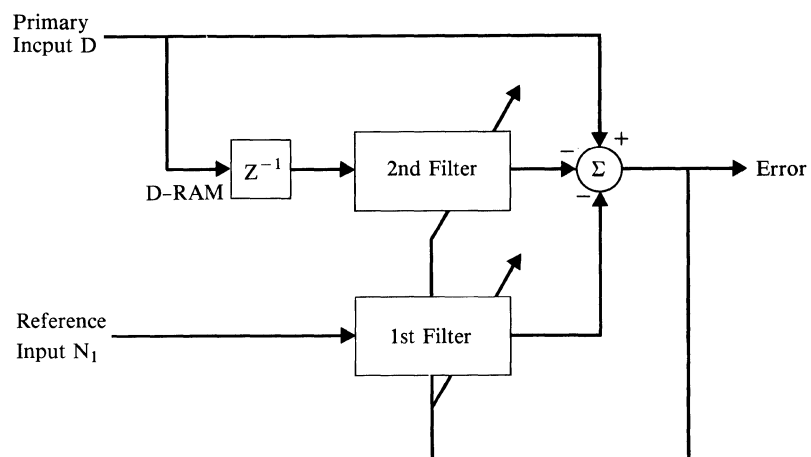 Primary
Incput D
+
−
Z⁻¹
2nd Filter
Σ
Error
D-RAM
−
Reference
Input N₁
1st Filter